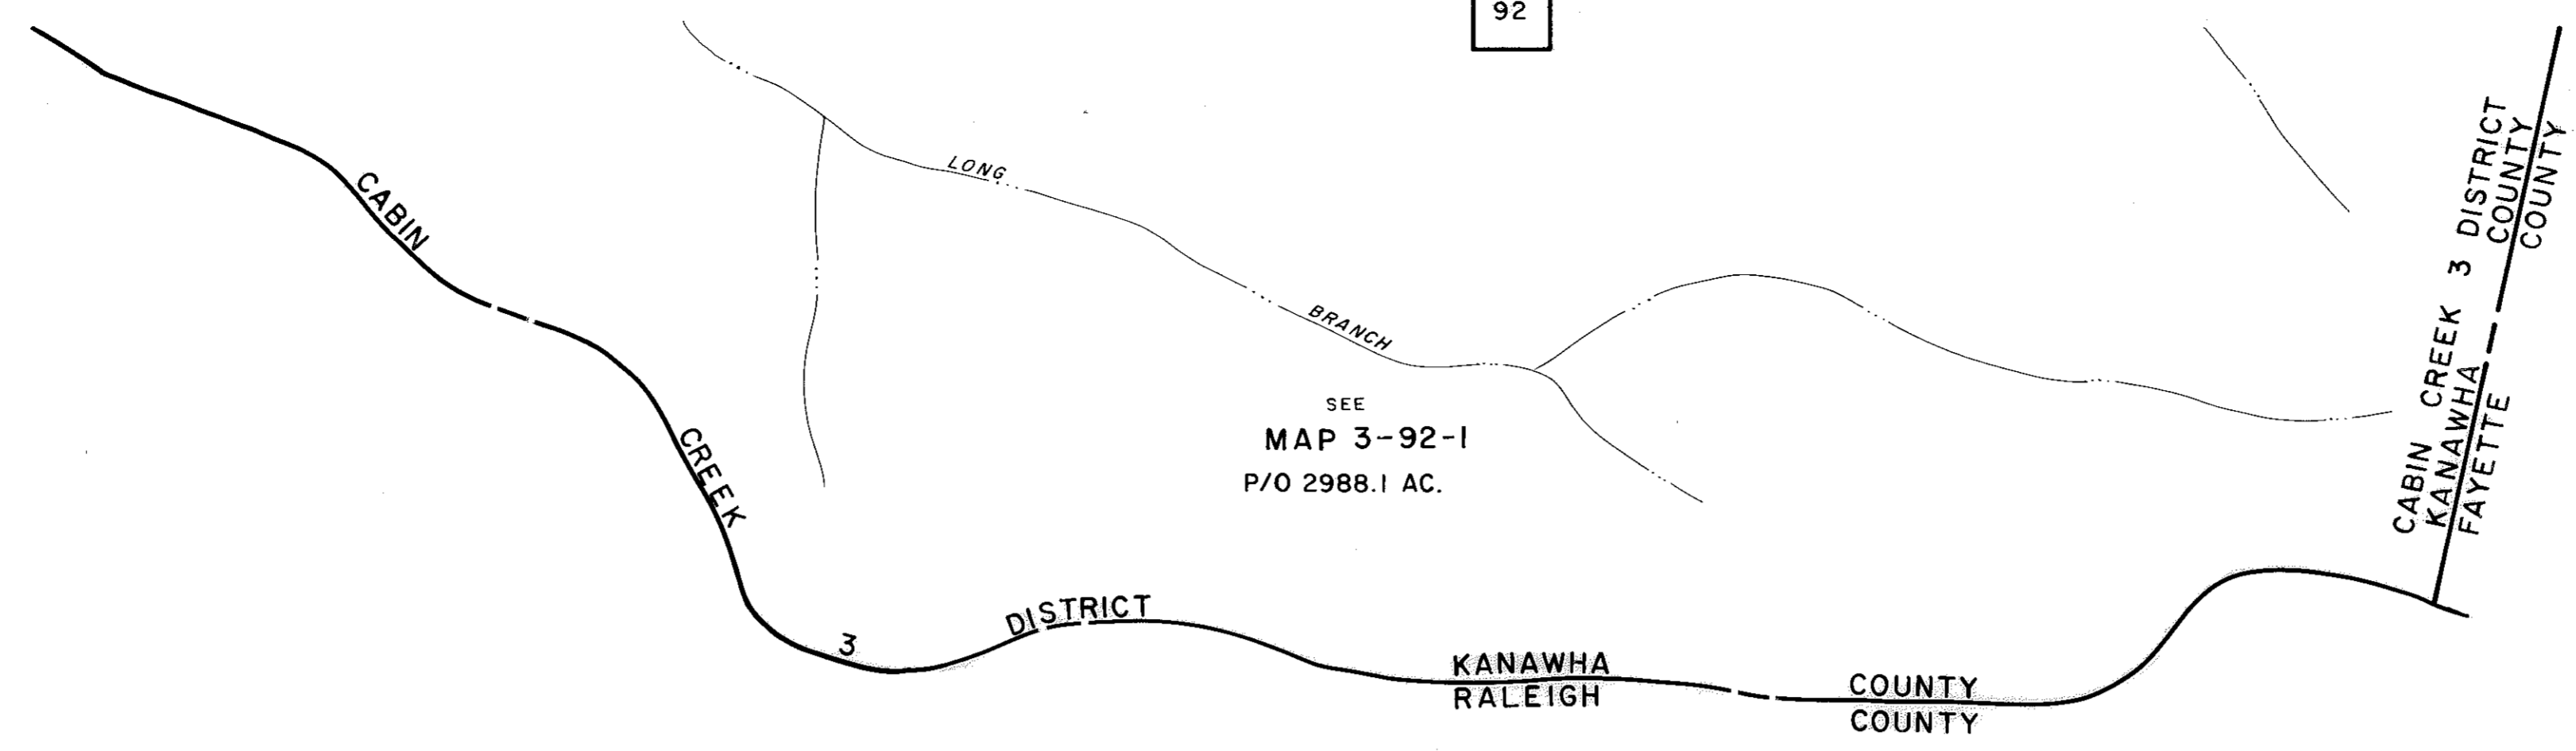 92
LONG
BRANCH
CABIN
CREEK
3
DISTRICT
SEE
MAP 3-92-1
P/O 2988.1 AC.
KANAWHA COUNTY
RALEIGH COUNTY
CABIN CREEK 3 DISTRICT
KANAWHA COUNTY
FAYETTE COUNTY